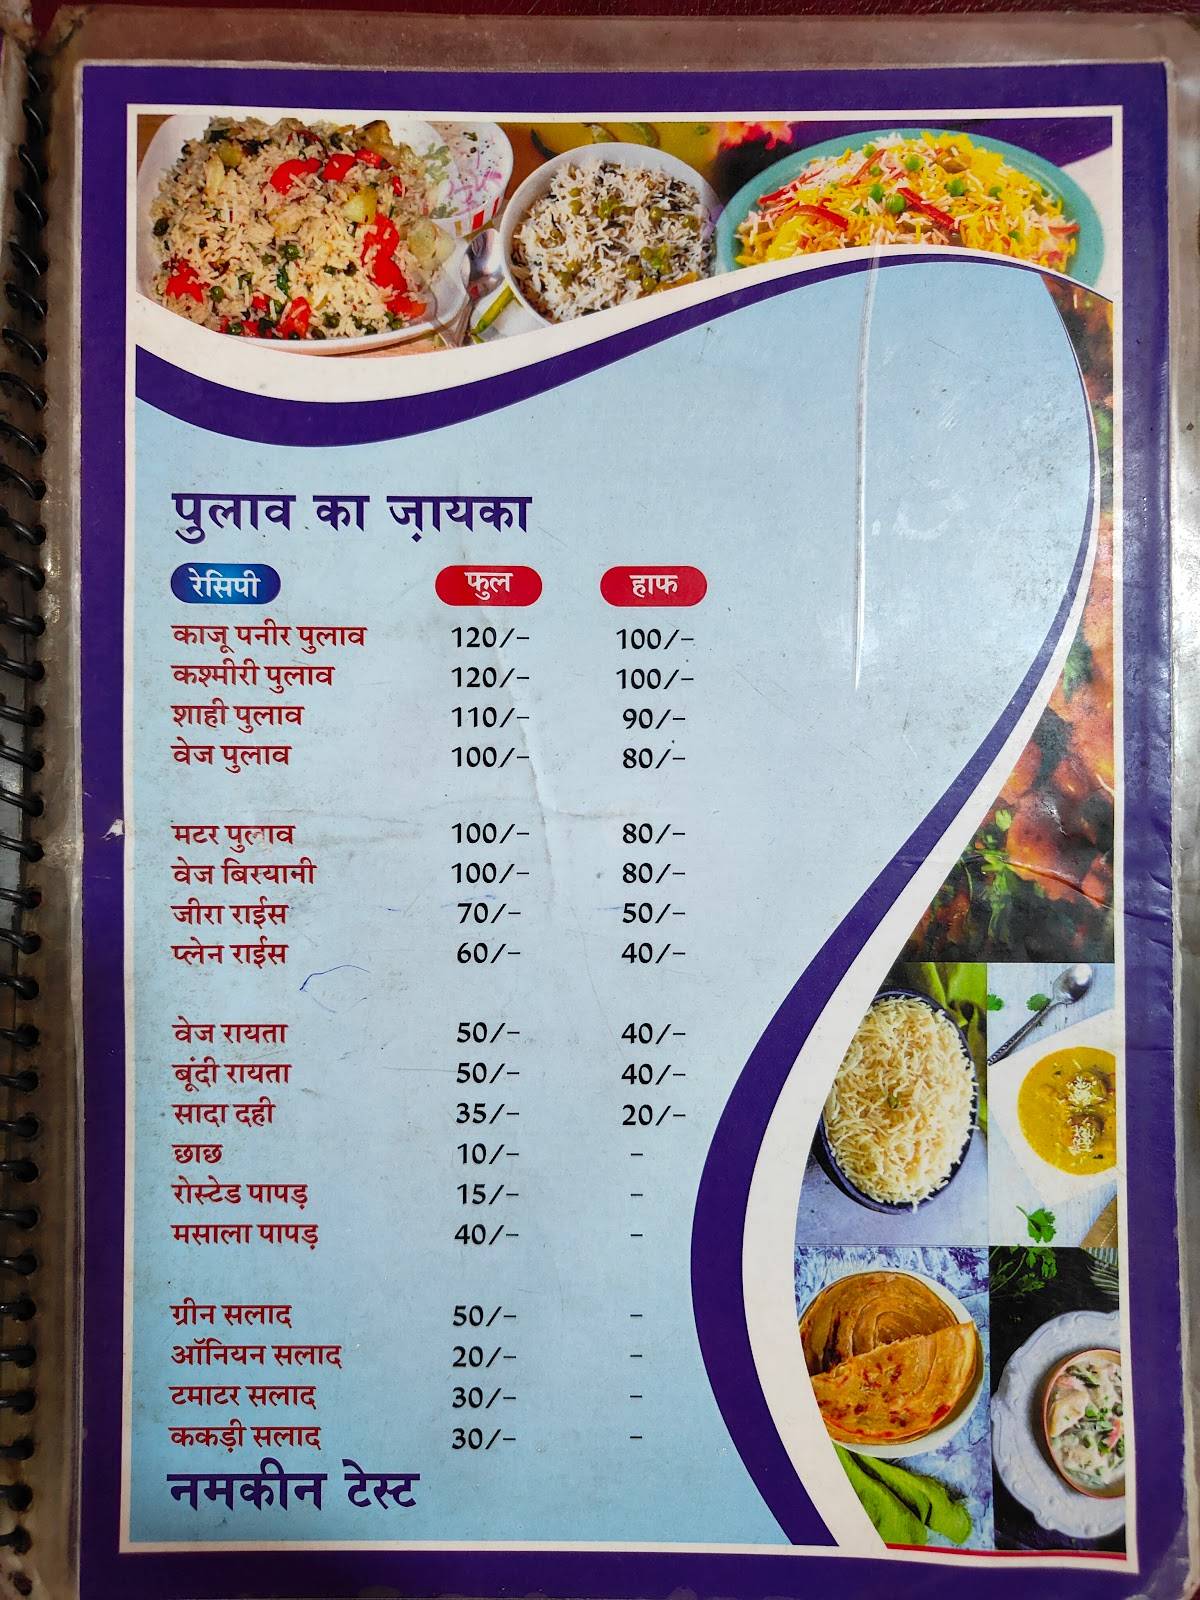 पुलाव का ज़ायका
रेसिपी फुल हाफ
काजू पनीर पुलाव 120/- 100/-
कश्मीरी पुलाव 120/- 100/-
शाही पुलाव 110/- 90/-
वेज पुलाव 100/- 80/-
मटर पुलाव 100/- 80/-
वेज बिरयानी 100/- 80/-
जीरा राईस 70/- 50/-
प्लेन राईस 60/- 40/-
वेज रायता 50/- 40/-
बूंदी रायता 50/- 40/-
सादा दही 35/- 20/-
छाछ 10/- -
रोस्टेड पापड़ 15/- -
मसाला पापड़ 40/- -
ग्रीन सलाद 50/- -
ऑनियन सलाद 20/- -
टमाटर सलाद 30/- -
ककड़ी सलाद 30/- -
नमकीन टेस्ट